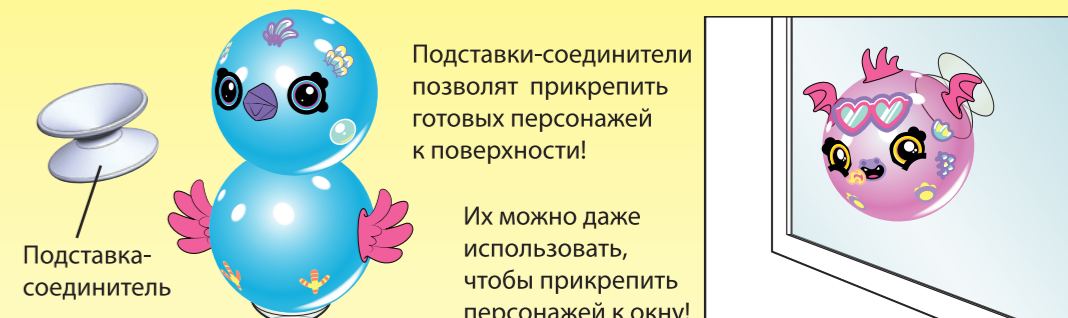 Подставки-соединители
позволят прикрепить
готовых персонажей
к поверхности!
Их можно даже
использовать,
чтобы прикрепить
персонажей к окну!
Подставка-
соединитель